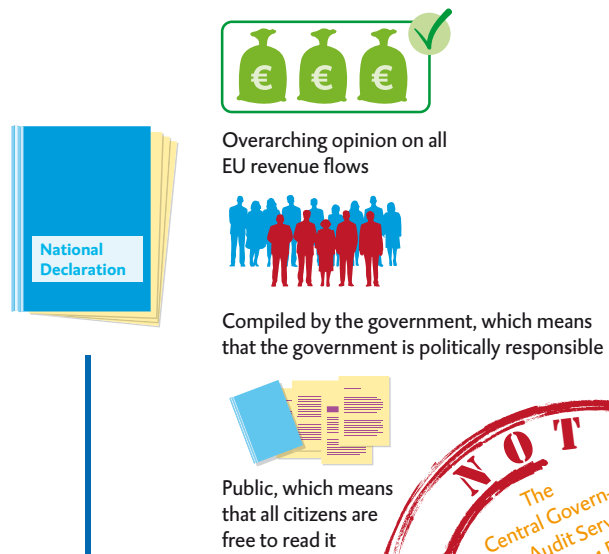 € € €
Overarching opinion on all
EU revenue flows
National
Declaration
Compiled by the government, which means
that the government is politically responsible
Public, which means
that all citizens are
free to read it
NOT
The
Central Govern-
Audit